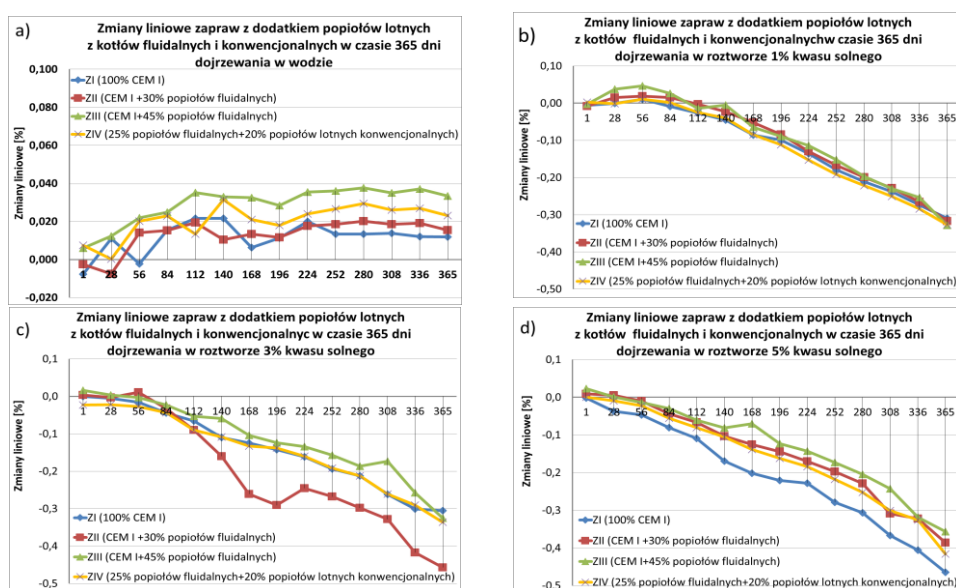 a)
Zmiany liniowe zapraw z dodatkiem popiołów lotnych
z kotłów fluidalnych i konwencjonalnych w czasie 365 dni
dojrzewania w wodzie
Zmiany liniowe [%]
0,100
0,080
0,060
0,040
0,020
0,000
-0,020
ZI (100% CEM I)
ZII (CEM I +30% popiołów fluidalnych)
ZIII (CEM I+45% popiołów fluidalnych)
ZIV (25% popiołów fluidalnych+20% popiołów lotnych konwencjonalnych)
1 28 56 84 112 140 168 196 224 252 280 308 336 365
b)
Zmiany liniowe zapraw z dodatkiem popiołów lotnych
z kotłów fluidalnych i konwencjonalnychw czasie 365 dni
dojrzewania w roztworze 1% kwasu solnego
Zmiany liniowe [%]
0,10
0,00
-0,10
-0,20
-0,30
-0,40
-0,50
1 28 56 84 112 140 168 196 224 252 280 308 336 365
ZI (100% CEM I)
ZII (CEM I +30% popiołów fluidalnych)
ZIII (CEM I+45% popiołów fluidalnych)
ZIV (25% popiołów fluidalnych+20% popiołów lotnych konwencjonalnych)
c)
Zmiany liniowe zapraw z dodatkiem popiołów lotnych
z kotłów fluidalnych i konwencjonalnyc w czasie 365 dni
dojrzewania w roztworze 3% kwasu solnego
Zmiany liniowe [%]
0,1
0,0
-0,1
-0,2
-0,3
-0,4
-0,5
1 28 56 84 112 140 168 196 224 252 280 308 336 365
ZI (100% CEM I)
ZII (CEM I +30% popiołów fluidalnych)
ZIII (CEM I+45% popiołów fluidalnych)
ZIV (25% popiołów fluidalnych+20% popiołów lotnych konwencjonalnych)
d)
Zmiany liniowe zapraw z dodatkiem popiołów lotnych
z kotłów fluidalnych i konwencjonalnych w czasie 365 dni
dojrzewania w roztworze 5% kwasu solnego
Zmiany liniowe [%]
0,1
0,0
-0,1
-0,2
-0,3
-0,4
-0,5
1 28 56 84 112 140 168 196 224 252 280 308 336 365
ZI (100% CEM I)
ZII (CEM I +30% popiołów fluidalnych)
ZIII (CEM I+45% popiołów fluidalnych)
ZIV (25% popiołów fluidalnych+20% popiołów lotnych konwencjonalnych)